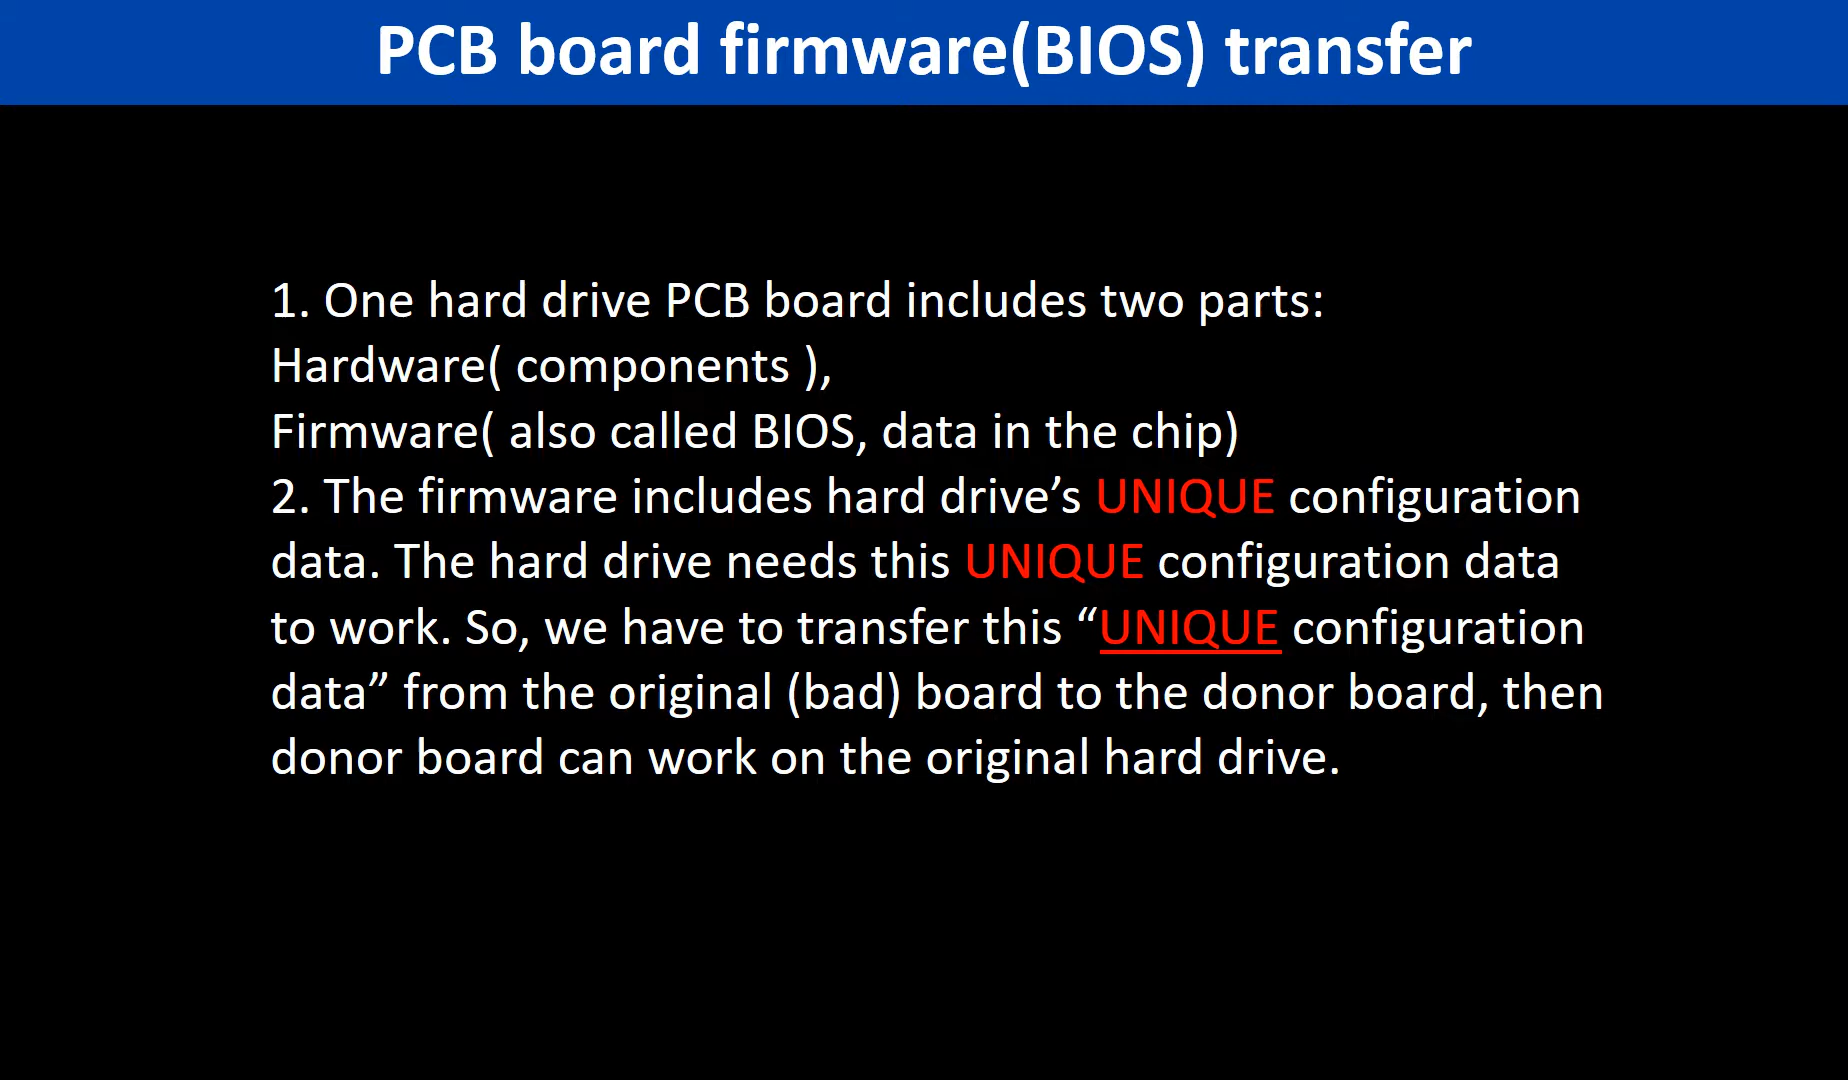 PCB board firmware(BIOS) transfer
1. One hard drive PCB board includes two parts:
Hardware( components ),
Firmware( also called BIOS, data in the chip)
2. The firmware includes hard drive’s UNIQUE configuration
data. The hard drive needs this UNIQUE configuration data
to work. So, we have to transfer this “UNIQUE configuration
data” from the original (bad) board to the donor board, then
donor board can work on the original hard drive.